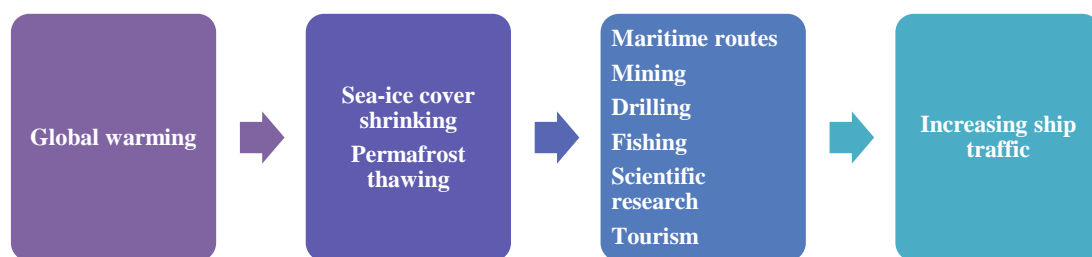 Global warming
Sea-ice cover
shrinking
Permafrost
thawing
Maritime routes
Mining
Drilling
Fishing
Scientific
research
Tourism
Increasing ship
traffic